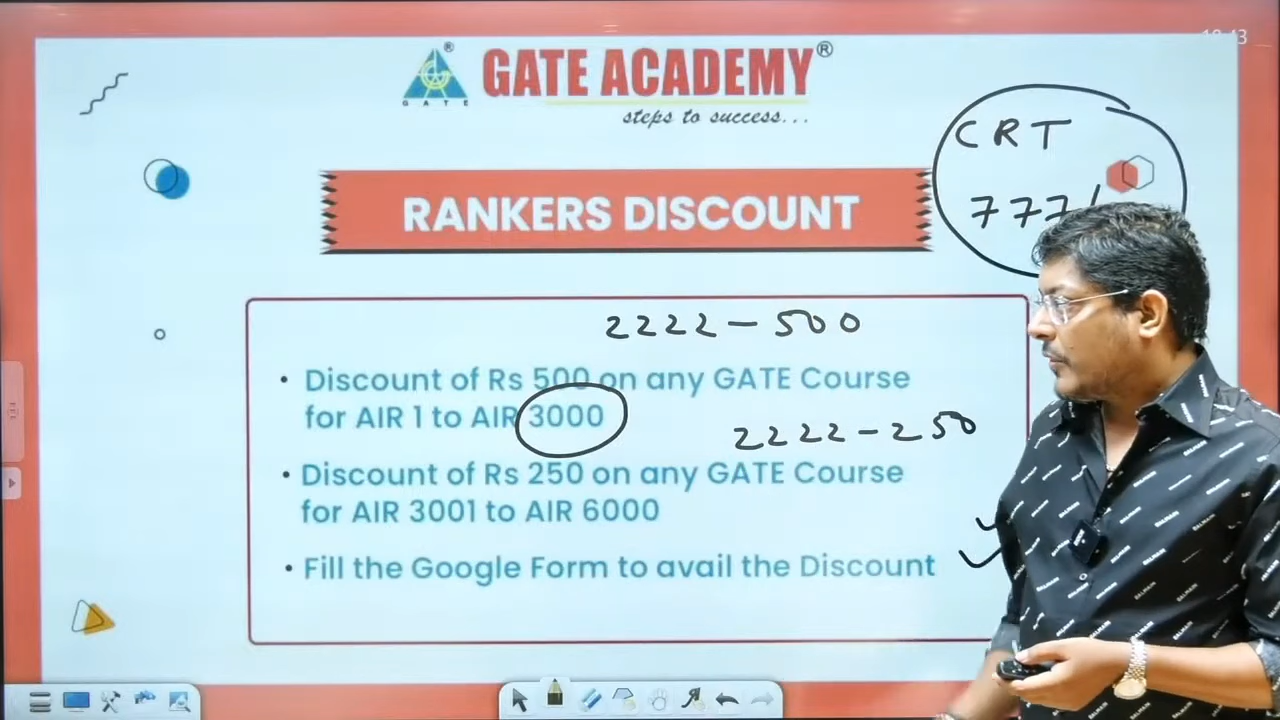 GATE ACADEMY®
GATE
steps to success...
CRT
RANKERS DISCOUNT
777/
2222-500
• Discount of Rs 500 on any GATE Course
for AIR 1 to AIR 3000
2222-250
• Discount of Rs 250 on any GATE Course
for AIR 3001 to AIR 6000
• Fill the Google Form to avail the Discount